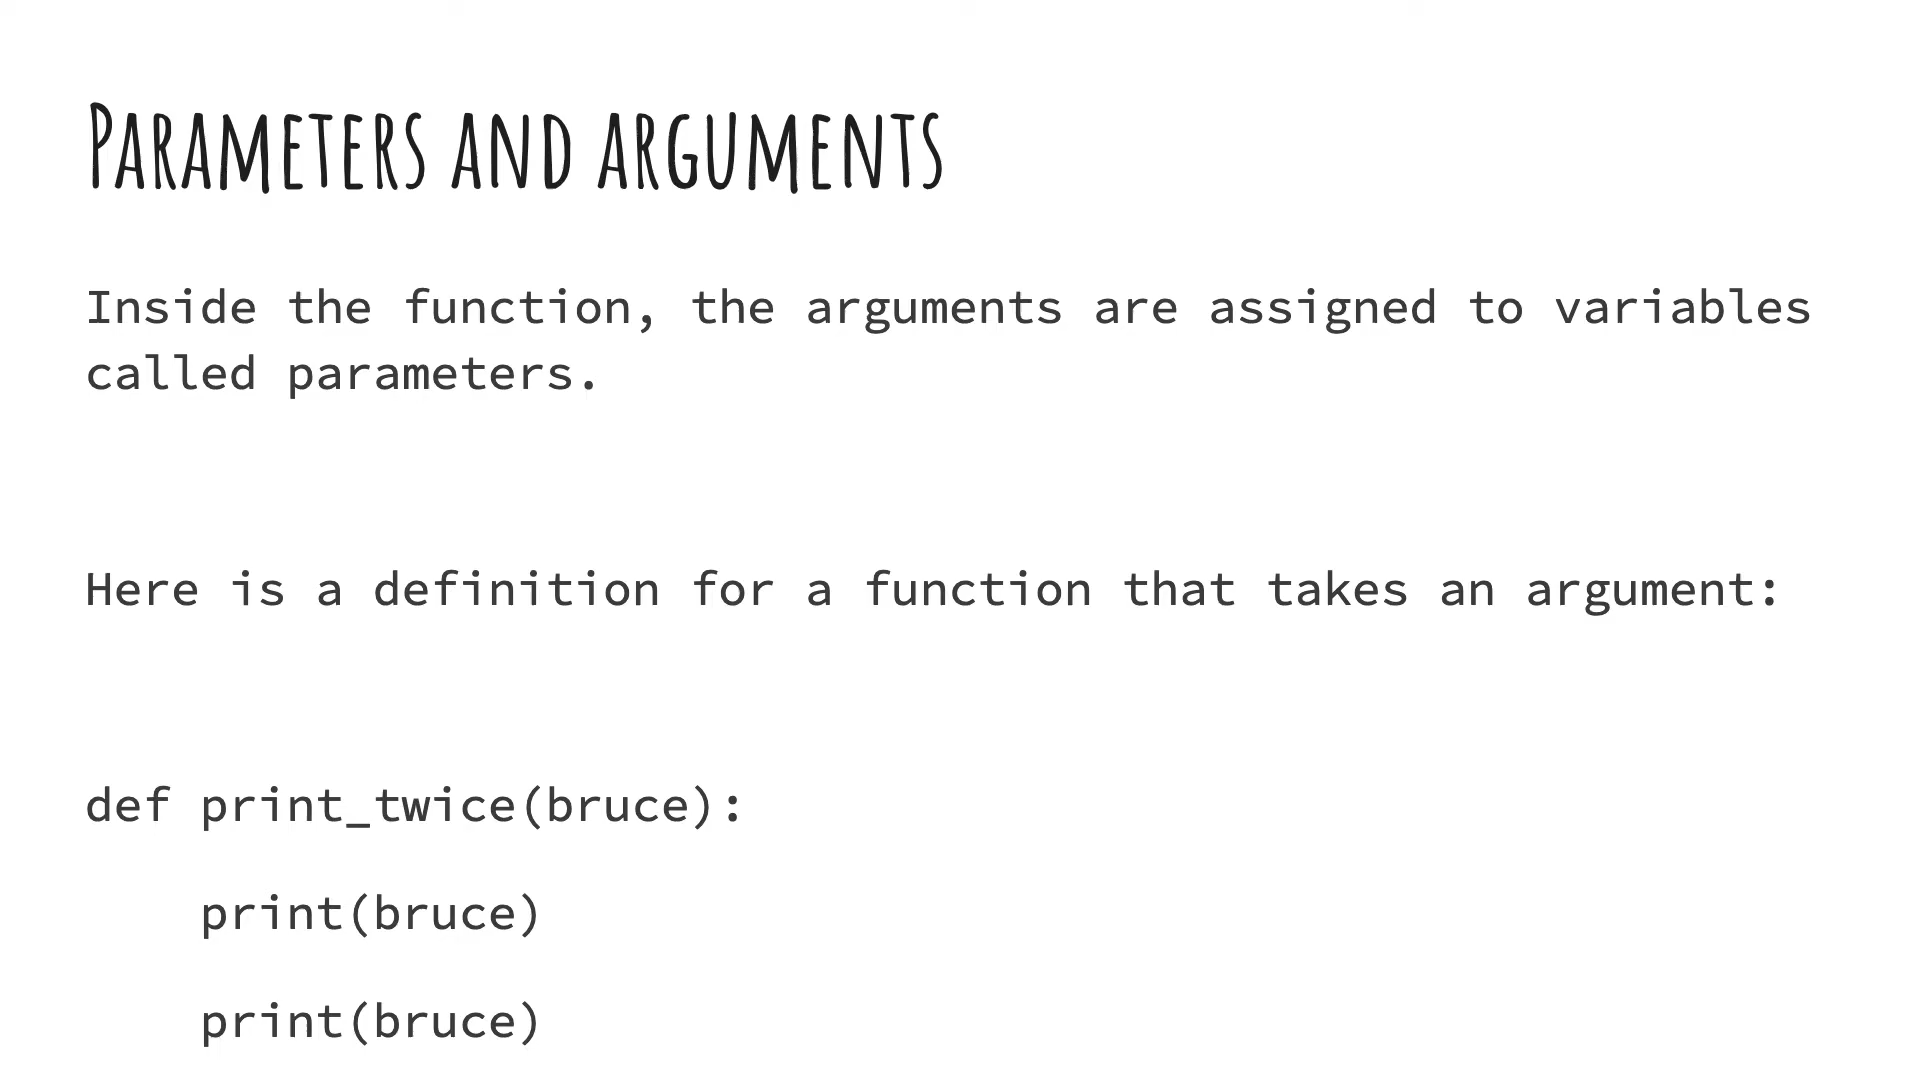 Parameters and arguments
Inside the function, the arguments are assigned to variables
called parameters.
Here is a definition for a function that takes an argument:
def print_twice(bruce):
    print(bruce)
    print(bruce)